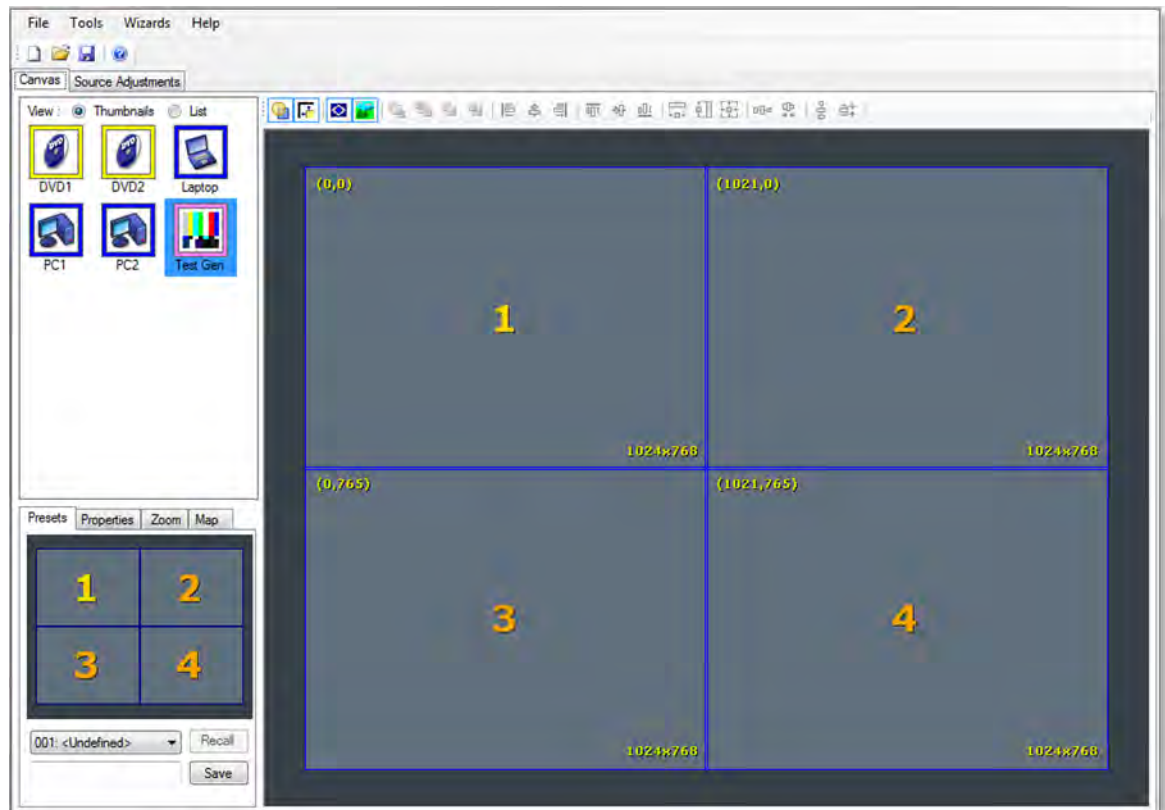 File Tools Wizards Help
Canvas Source Adjustments
View : Thumbnails List
DVD1 DVD2 Laptop
PC1 PC2 Test Gen
(0,0) (1021,0)
1 2
1024x768 1024x768
(0,765) (1021,765)
3 4
1024x768 1024x768
Presets Properties Zoom Map
1 2
3 4
001: <Undefined> Recall
Save